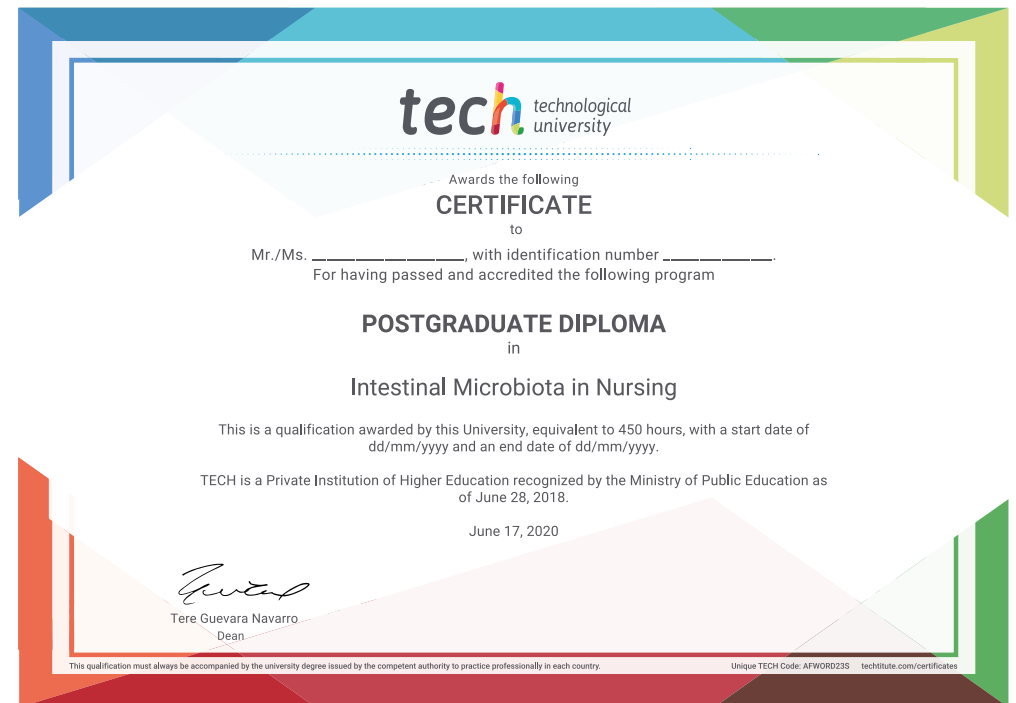 tech technological
university
Awards the following
CERTIFICATE
to
Mr./Ms. ____________________, with identification number ______________.
For having passed and accredited the following program
POSTGRADUATE DIPLOMA
in
Intestinal Microbiota in Nursing
This is a qualification awarded by this University, equivalent to 450 hours, with a start date of
dd/mm/yyyy and an end date of dd/mm/yyyy.
TECH is a Private Institution of Higher Education recognized by the Ministry of Public Education as
of June 28, 2018.
June 17, 2020
Tere Guevara Navarro
Dean
This qualification must always be accompanied by the university degree issued by the competent authority to practice professionally in each country.
Unique TECH Code: AFWORD23S techtitute.com/certificates